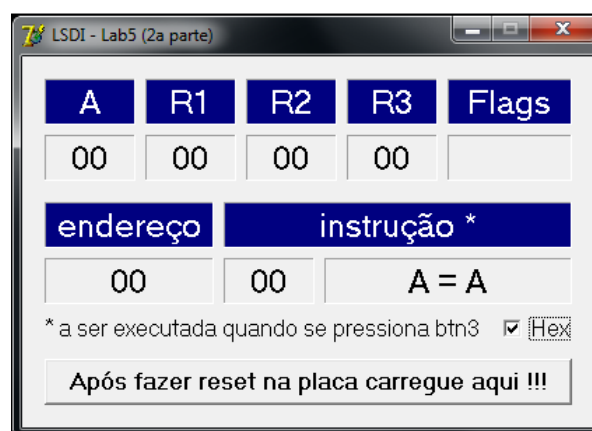 LSDI - Lab5 (2a parte)
A R1 R2 R3 Flags
00 00 00 00
endereço instrução *
00 00 A = A
* a ser executada quando se pressiona btn3 Hex
Após fazer reset na placa carregue aqui !!!